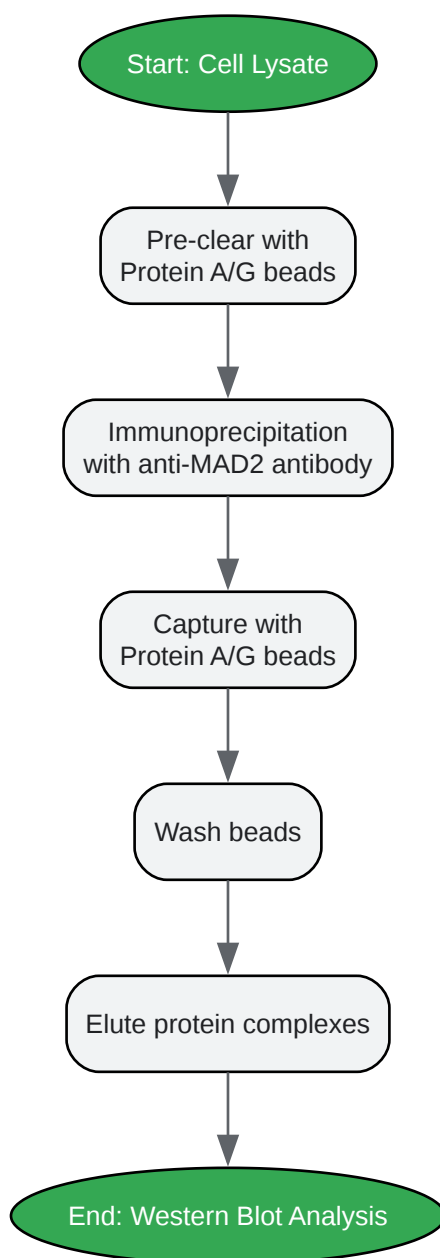 Start: Cell Lysate
Pre-clear with
Protein A/G beads
Immunoprecipitation
with anti-MAD2 antibody
Capture with
Protein A/G beads
Wash beads
Elute protein complexes
End: Western Blot Analysis